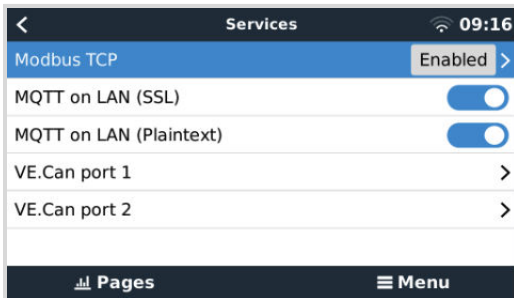 Services 09:16
Modbus TCP Enabled
MQTT on LAN (SSL)
MQTT on LAN (Plaintext)
VE.Can port 1
VE.Can port 2
Pages Menu